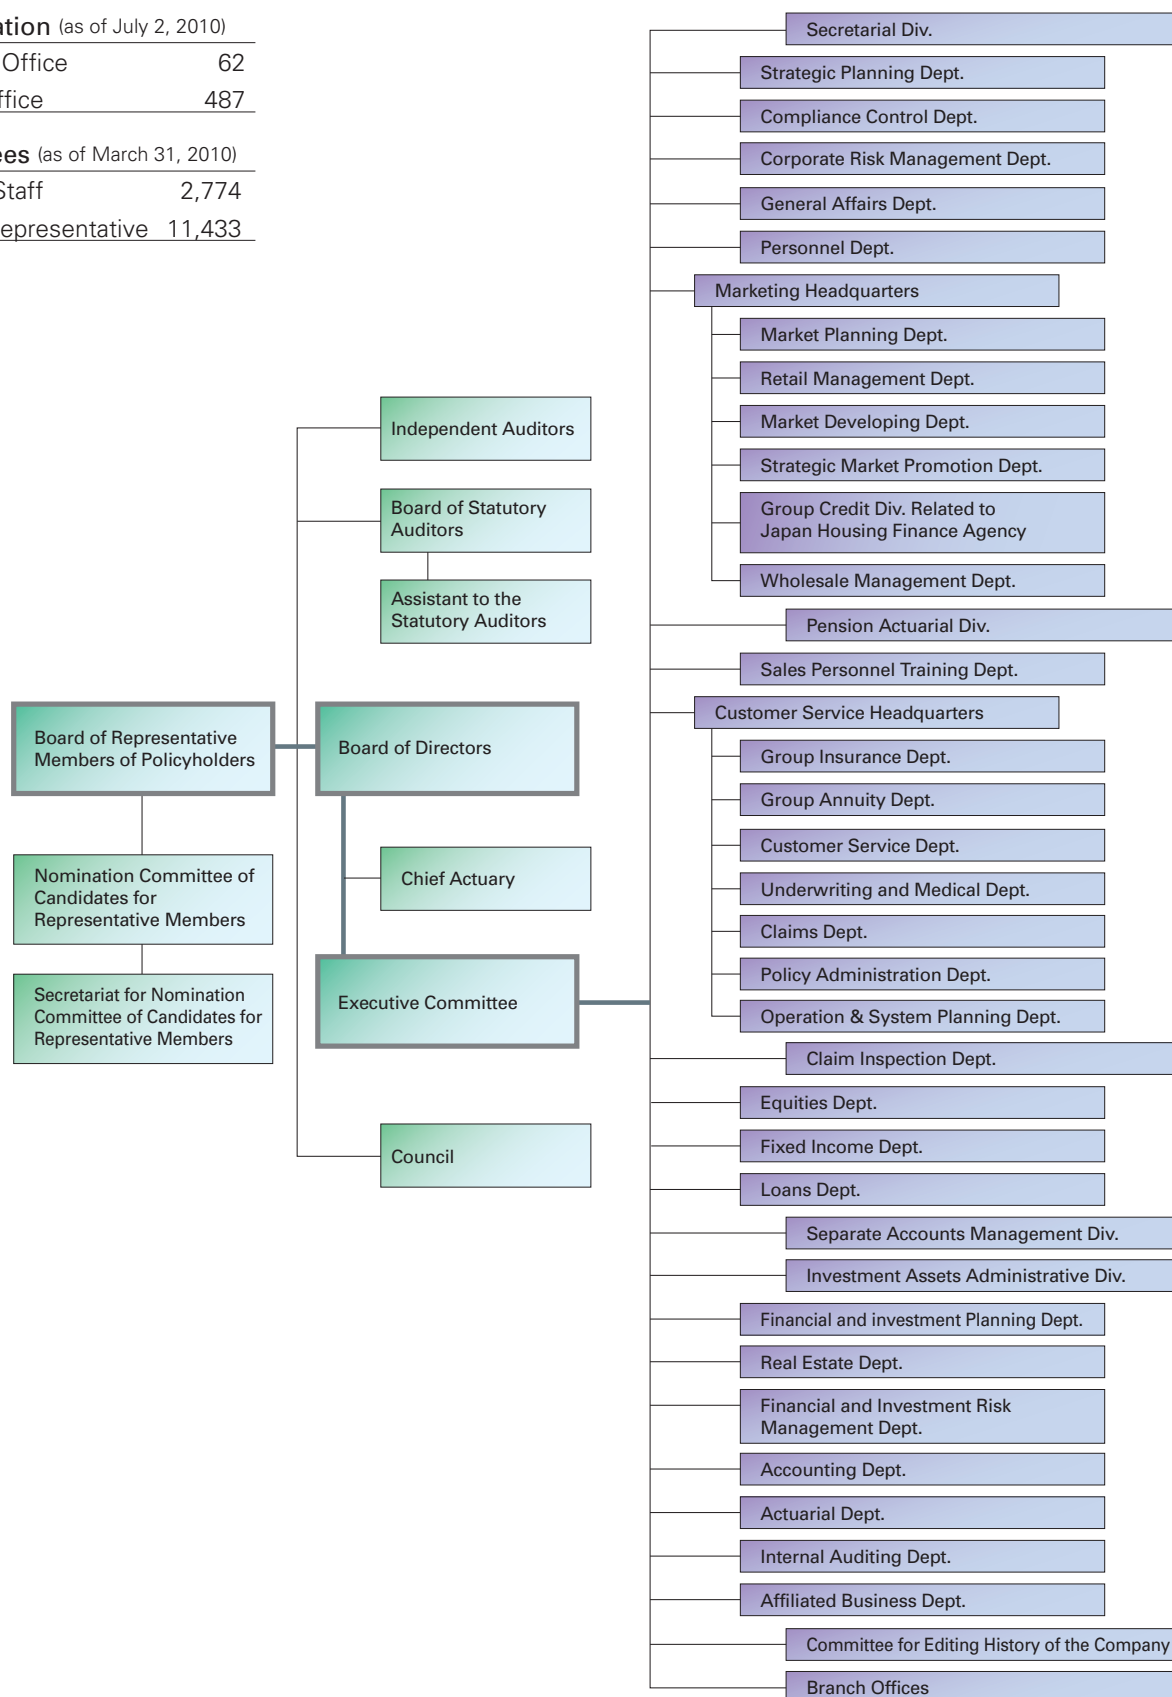 ation (as of July 2, 2010)
Office 62
ffice 487
ees (as of March 31, 2010)
Staff 2,774
epresentative 11,433
Independent Auditors
Board of Statutory
Auditors
Assistant to the
Statutory Auditors
Board of Representative
Members of Policyholders
Board of Directors
Nomination Committee of
Candidates for
Representative Members
Chief Actuary
Secretariat for Nomination
Committee of Candidates for
Representative Members
Executive Committee
Council
Secretarial Div.
Strategic Planning Dept.
Compliance Control Dept.
Corporate Risk Management Dept.
General Affairs Dept.
Personnel Dept.
Marketing Headquarters
Market Planning Dept.
Retail Management Dept.
Market Developing Dept.
Strategic Market Promotion Dept.
Group Credit Div. Related to
Japan Housing Finance Agency
Wholesale Management Dept.
Pension Actuarial Div.
Sales Personnel Training Dept.
Customer Service Headquarters
Group Insurance Dept.
Group Annuity Dept.
Customer Service Dept.
Underwriting and Medical Dept.
Claims Dept.
Policy Administration Dept.
Operation & System Planning Dept.
Claim Inspection Dept.
Equities Dept.
Fixed Income Dept.
Loans Dept.
Separate Accounts Management Div.
Investment Assets Administrative Div.
Financial and investment Planning Dept.
Real Estate Dept.
Financial and Investment Risk
Management Dept.
Accounting Dept.
Actuarial Dept.
Internal Auditing Dept.
Affiliated Business Dept.
Committee for Editing History of the Company
Branch Offices